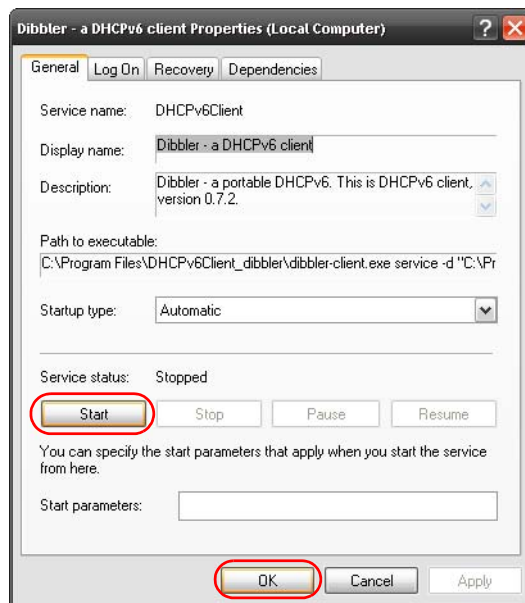 Dibbler - a DHCPv6 client Properties (Local Computer)
General Log On Recovery Dependencies
Service name: DHCPv6Client
Display name: Dibbler - a DHCPv6 client
Description: Dibbler - a portable DHCPv6. This is DHCPv6 client,
version 0.7.2.
Path to executable:
C:\Program Files\DHCPv6Client_dibbler\dibbler-client.exe service -d "C:\Pr
Startup type: Automatic
Service status: Stopped
Start Stop Pause Resume
You can specify the start parameters that apply when you start the service
from here.
Start parameters:
OK Cancel Apply